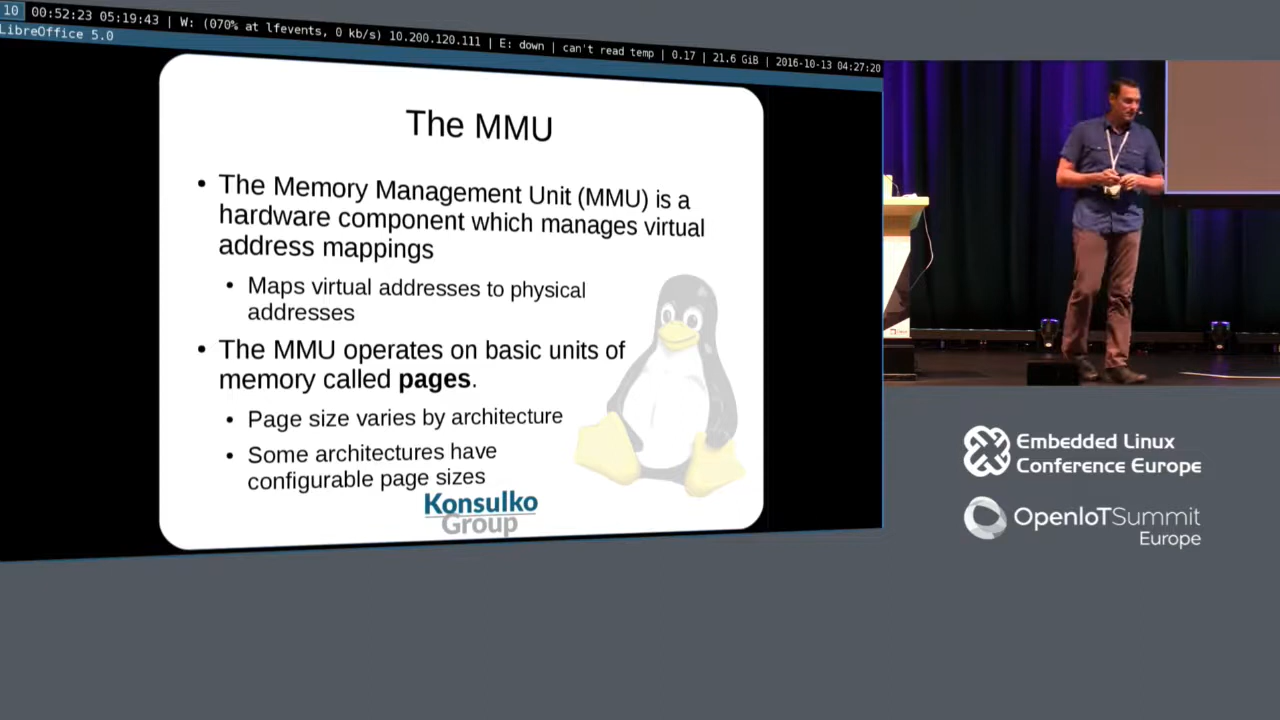 10 00:52:23 05:19:43 | W: (070% at lfevents, 0 kb/s) 10.200.120.111 | E: down | can't read temp | 0.17 | 21.6 GiB | 2016-10-13 04:27:20
LibreOffice 5.0
The MMU
• The Memory Management Unit (MMU) is a
hardware component which manages virtual
address mappings
• Maps virtual addresses to physical
addresses
• The MMU operates on basic units of
memory called pages.
• Page size varies by architecture
• Some architectures have
configurable page sizes
Konsulko
Group
Embedded Linux
Conference Europe
OpenIoTSummit
Europe